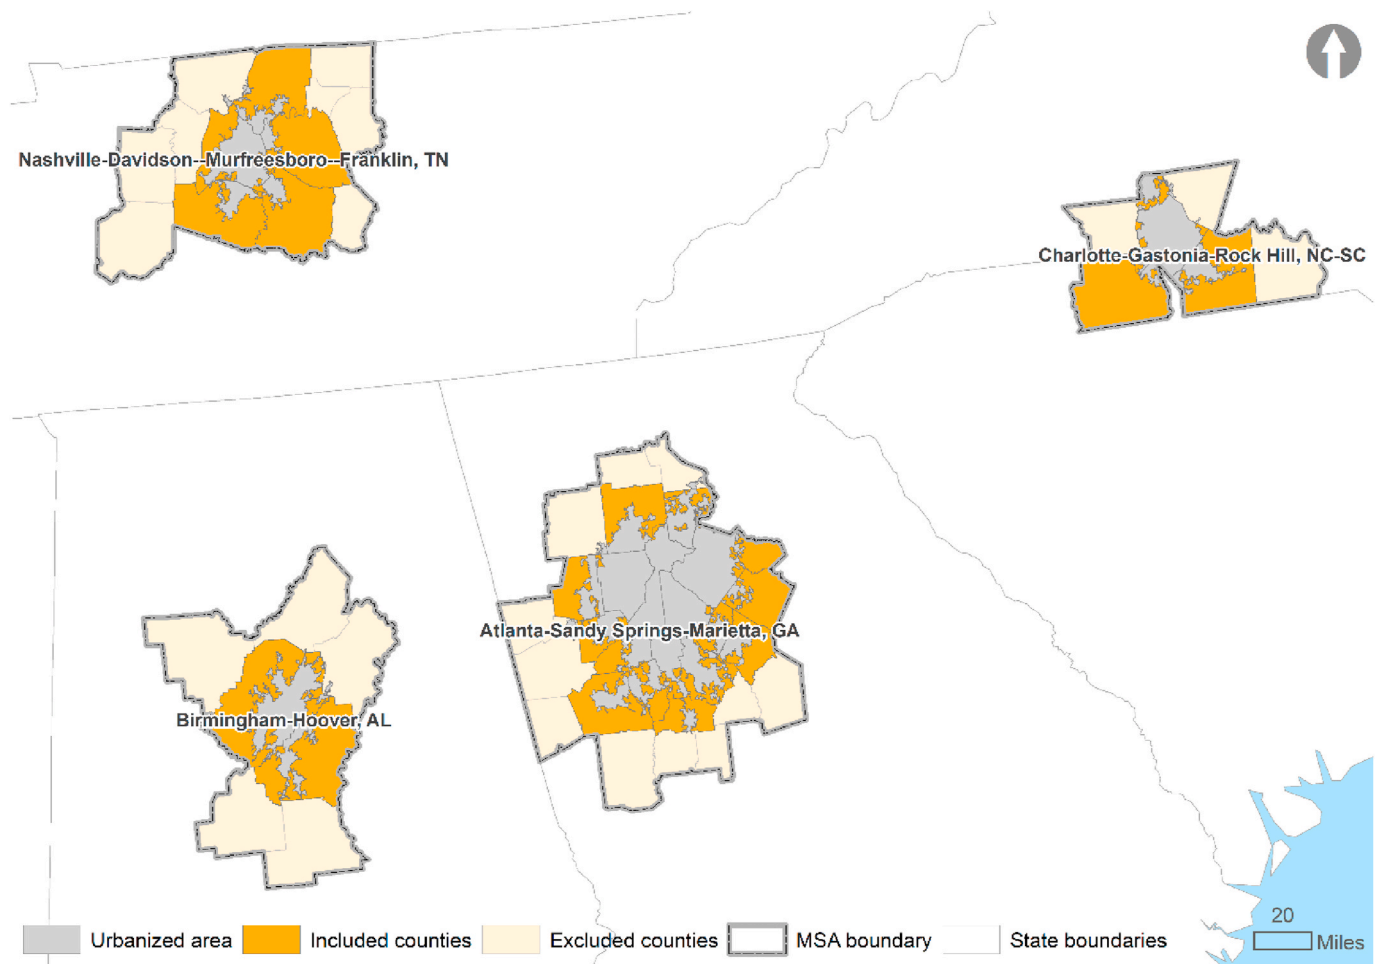 Nashville-Davidson--Murfreesboro--Franklin, TN
Charlotte-Gastonia-Rock Hill, NC-SC
Atlanta-Sandy Springs-Marietta, GA
Birmingham-Hoover, AL
20
Urbanized area Included counties Excluded counties MSA boundary State boundaries Miles